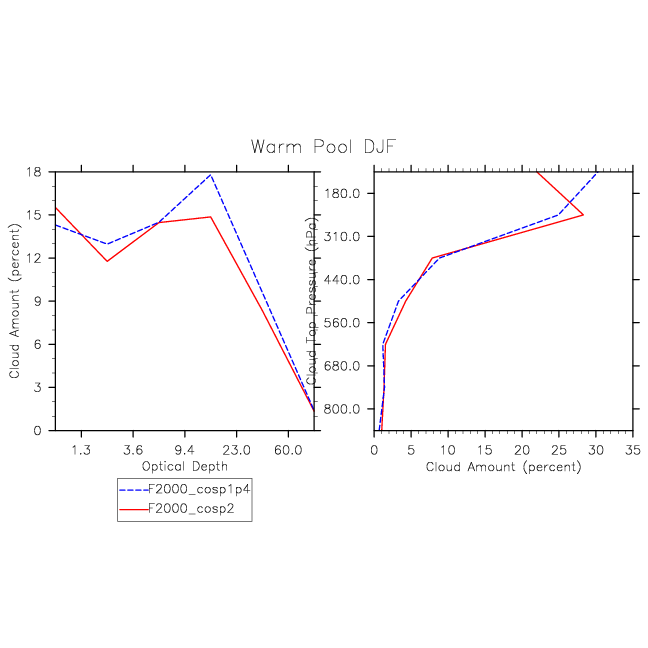 Warm Pool DJF
Cloud Amount (percent)
18
15
12
9
6
3
0
1.3 3.6 9.4 23.0 60.0
Optical Depth
Cloud Top Pressure (hPa)
180.0
310.0
440.0
560.0
680.0
800.0
0 5 10 15 20 25 30 35
Cloud Amount (percent)
F2000_cosp1p4
F2000_cosp2